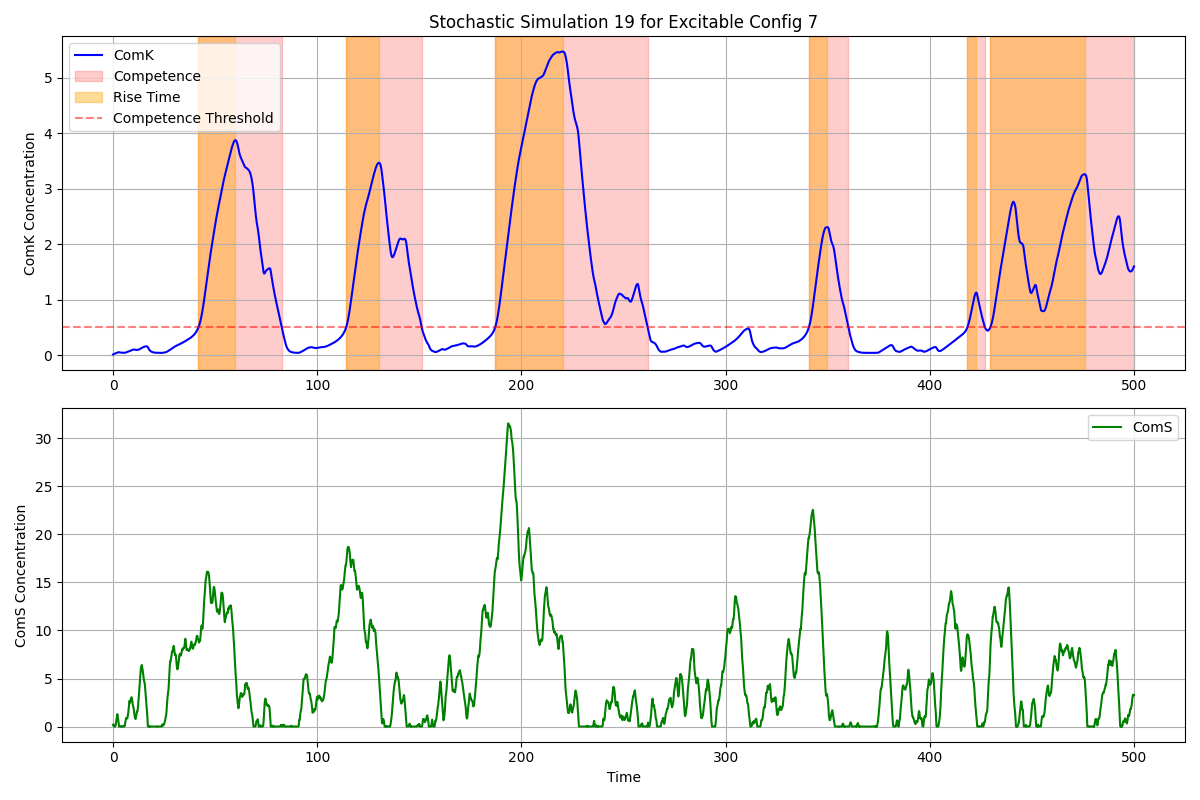 Stochastic Simulation 19 for Excitable Config 7
ComK
Competence
Rise Time
Competence Threshold
ComK Concentration
5
4
3
2
1
0
0 100 200 300 400 500
ComS
ComS Concentration
30
25
20
15
10
5
0
0 100 200 300 400 500
Time